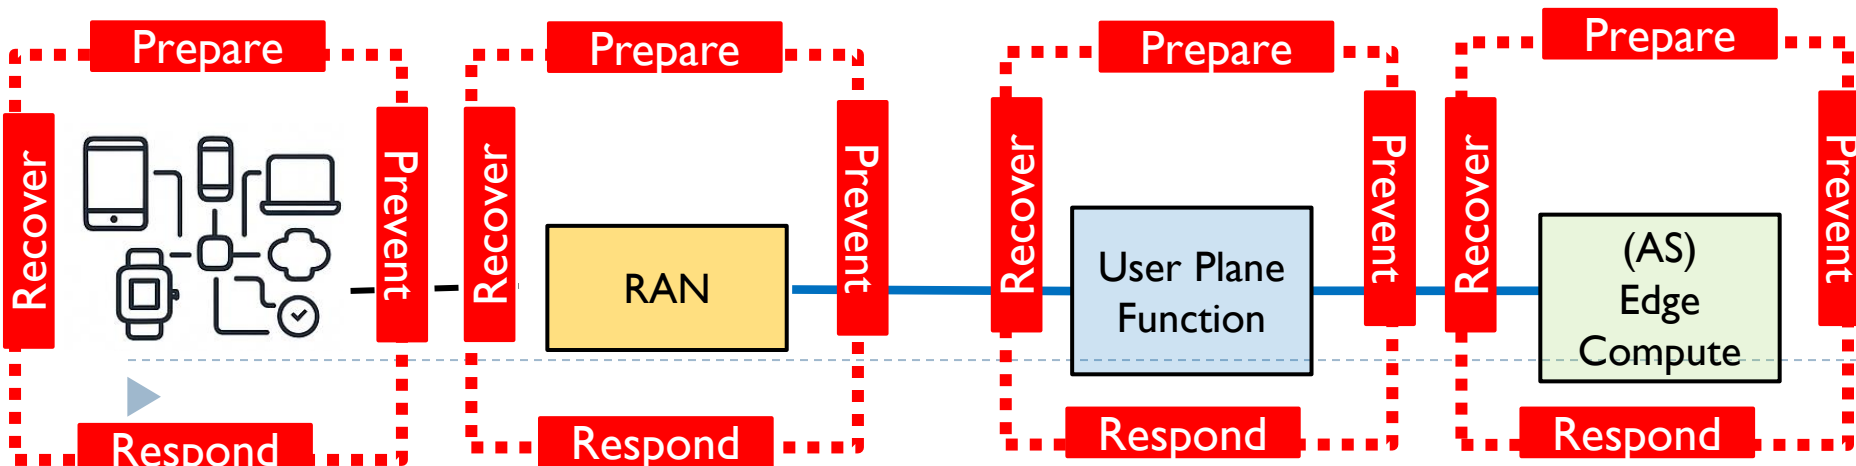 Prepare
Recover
Prevent
Respond
Prepare
Recover
RAN
Prevent
Respond
Prepare
Recover
User Plane
Function
Prevent
Respond
Prepare
Recover
(AS)
Edge
Compute
Prevent
Respond